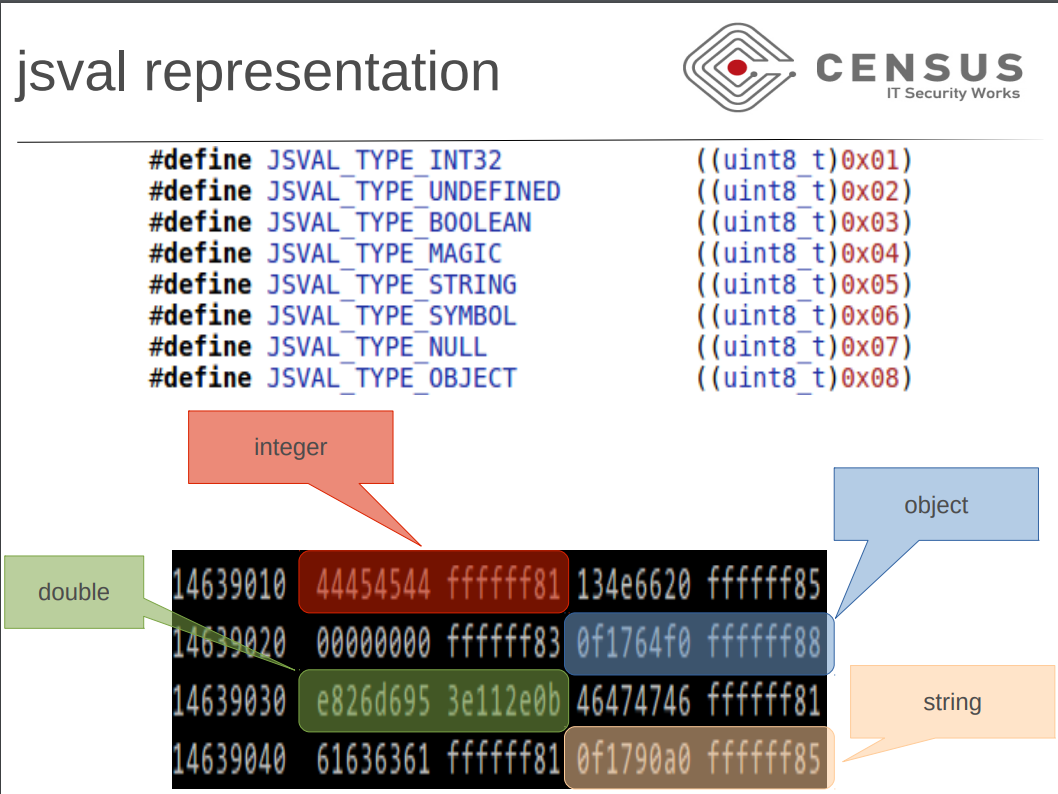 jsval representation
CENSUS
IT Security Works
#define JSVAL_TYPE_INT32 ((uint8_t)0x01)
#define JSVAL_TYPE_UNDEFINED ((uint8_t)0x02)
#define JSVAL_TYPE_BOOLEAN ((uint8_t)0x03)
#define JSVAL_TYPE_MAGIC ((uint8_t)0x04)
#define JSVAL_TYPE_STRING ((uint8_t)0x05)
#define JSVAL_TYPE_SYMBOL ((uint8_t)0x06)
#define JSVAL_TYPE_NULL ((uint8_t)0x07)
#define JSVAL_TYPE_OBJECT ((uint8_t)0x08)
integer
object
double
string
14639010 44454544 ffffff81 134e6620 ffffff85
14639020 00000000 ffffff83 0f1764f0 ffffff88
14639030 e826d695 3e112e0b 46474746 ffffff81
14639040 61636361 ffffff81 0f1790a0 ffffff85